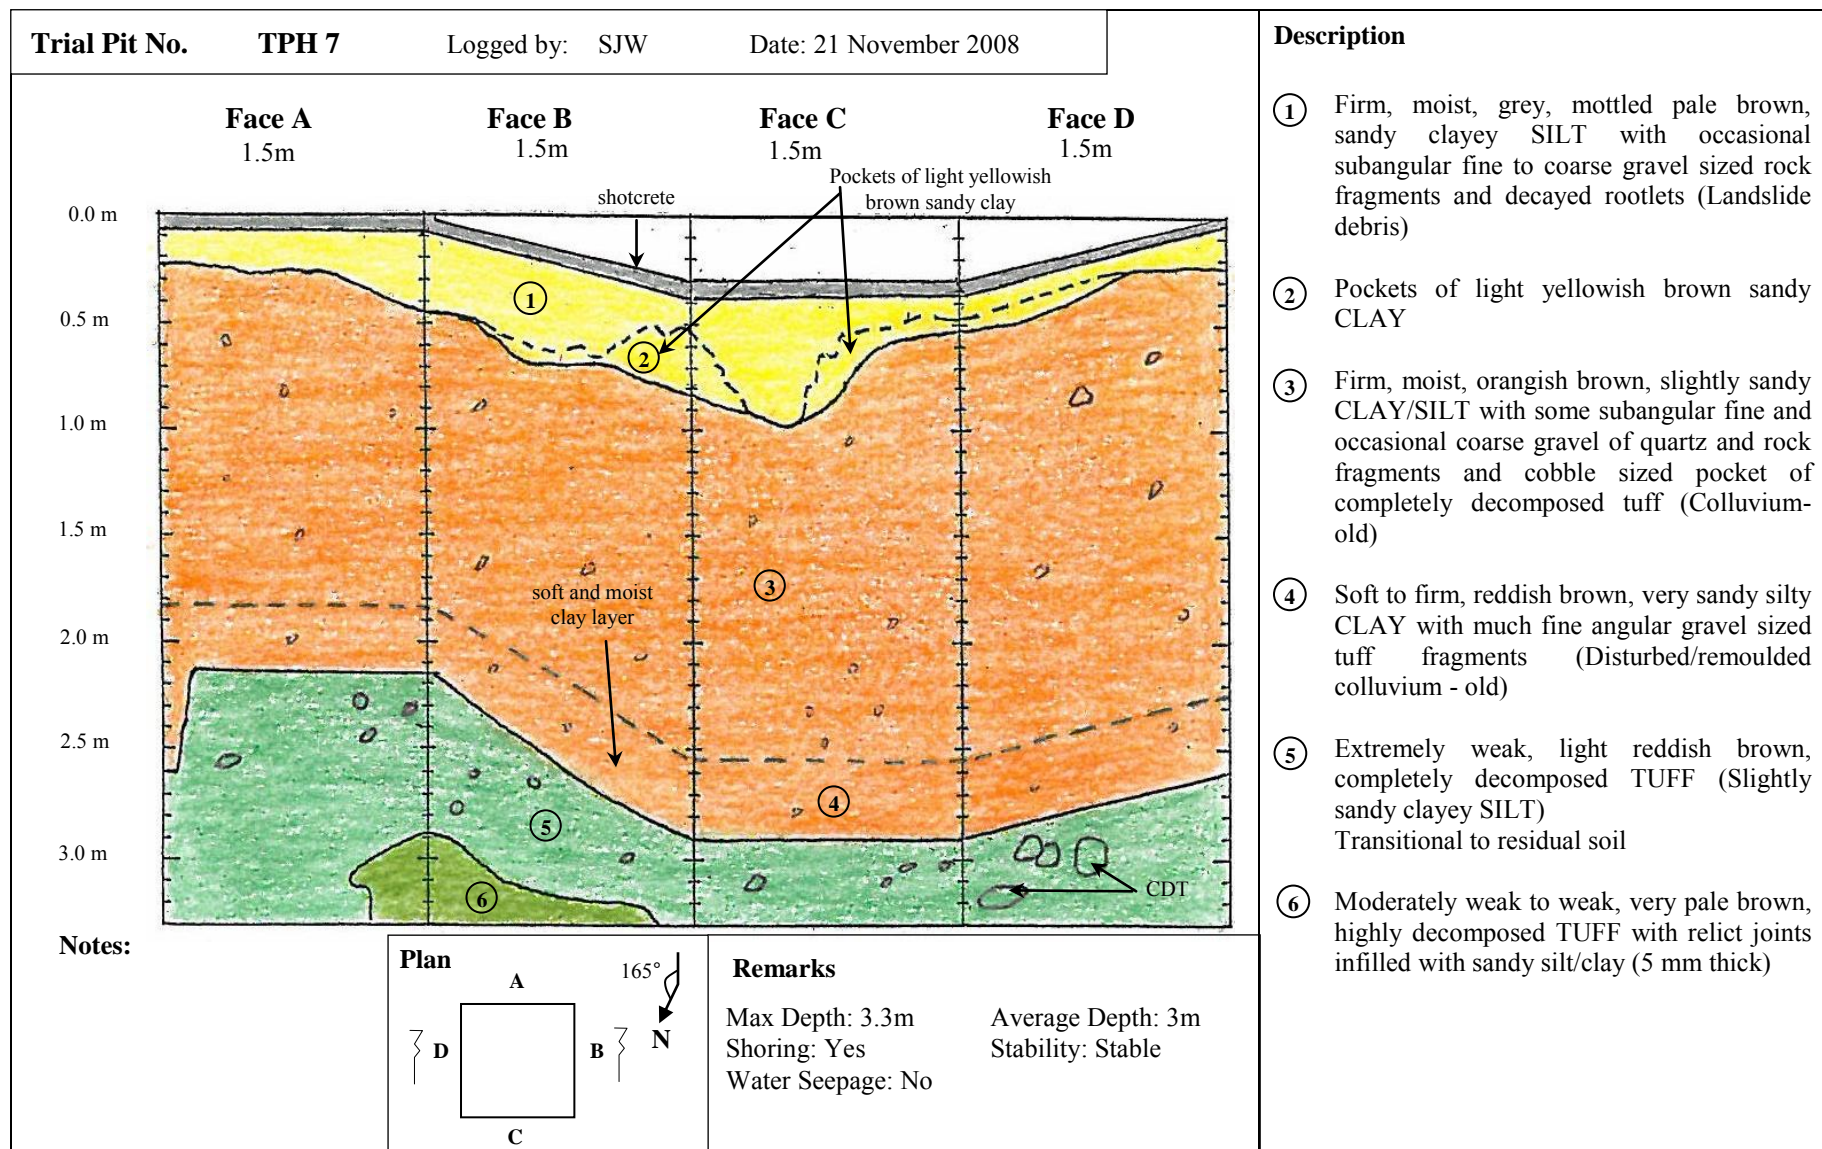 Trial Pit No. TPH 7 Logged by: SJW Date: 21 November 2008
Face A Face B Face C Face D
1.5m 1.5m 1.5m 1.5m
shotcrete
Pockets of light yellowish
brown sandy clay
0.0 m
0.5 m
1.0 m
1.5 m
2.0 m
2.5 m
3.0 m
1
2
3
soft and moist
clay layer
4
5
6
CDT
Notes:
Plan
A
D
B
C
165°
N
Remarks
Max Depth: 3.3m Average Depth: 3m
Shoring: Yes Stability: Stable
Water Seepage: No
Description
1 Firm, moist, grey, mottled pale brown,
sandy clayey SILT with occasional
subangular fine to coarse gravel sized rock
fragments and decayed rootlets (Landslide
debris)
2 Pockets of light yellowish brown sandy
CLAY
3 Firm, moist, orangish brown, slightly sandy
CLAY/SILT with some subangular fine and
occasional coarse gravel of quartz and rock
fragments and cobble sized pocket of
completely decomposed tuff (Colluvium-
old)
4 Soft to firm, reddish brown, very sandy silty
CLAY with much fine angular gravel sized
tuff fragments (Disturbed/remoulded
colluvium - old)
5 Extremely weak, light reddish brown,
completely decomposed TUFF (Slightly
sandy clayey SILT)
Transitional to residual soil
6 Moderately weak to weak, very pale brown,
highly decomposed TUFF with relict joints
infilled with sandy silt/clay (5 mm thick)